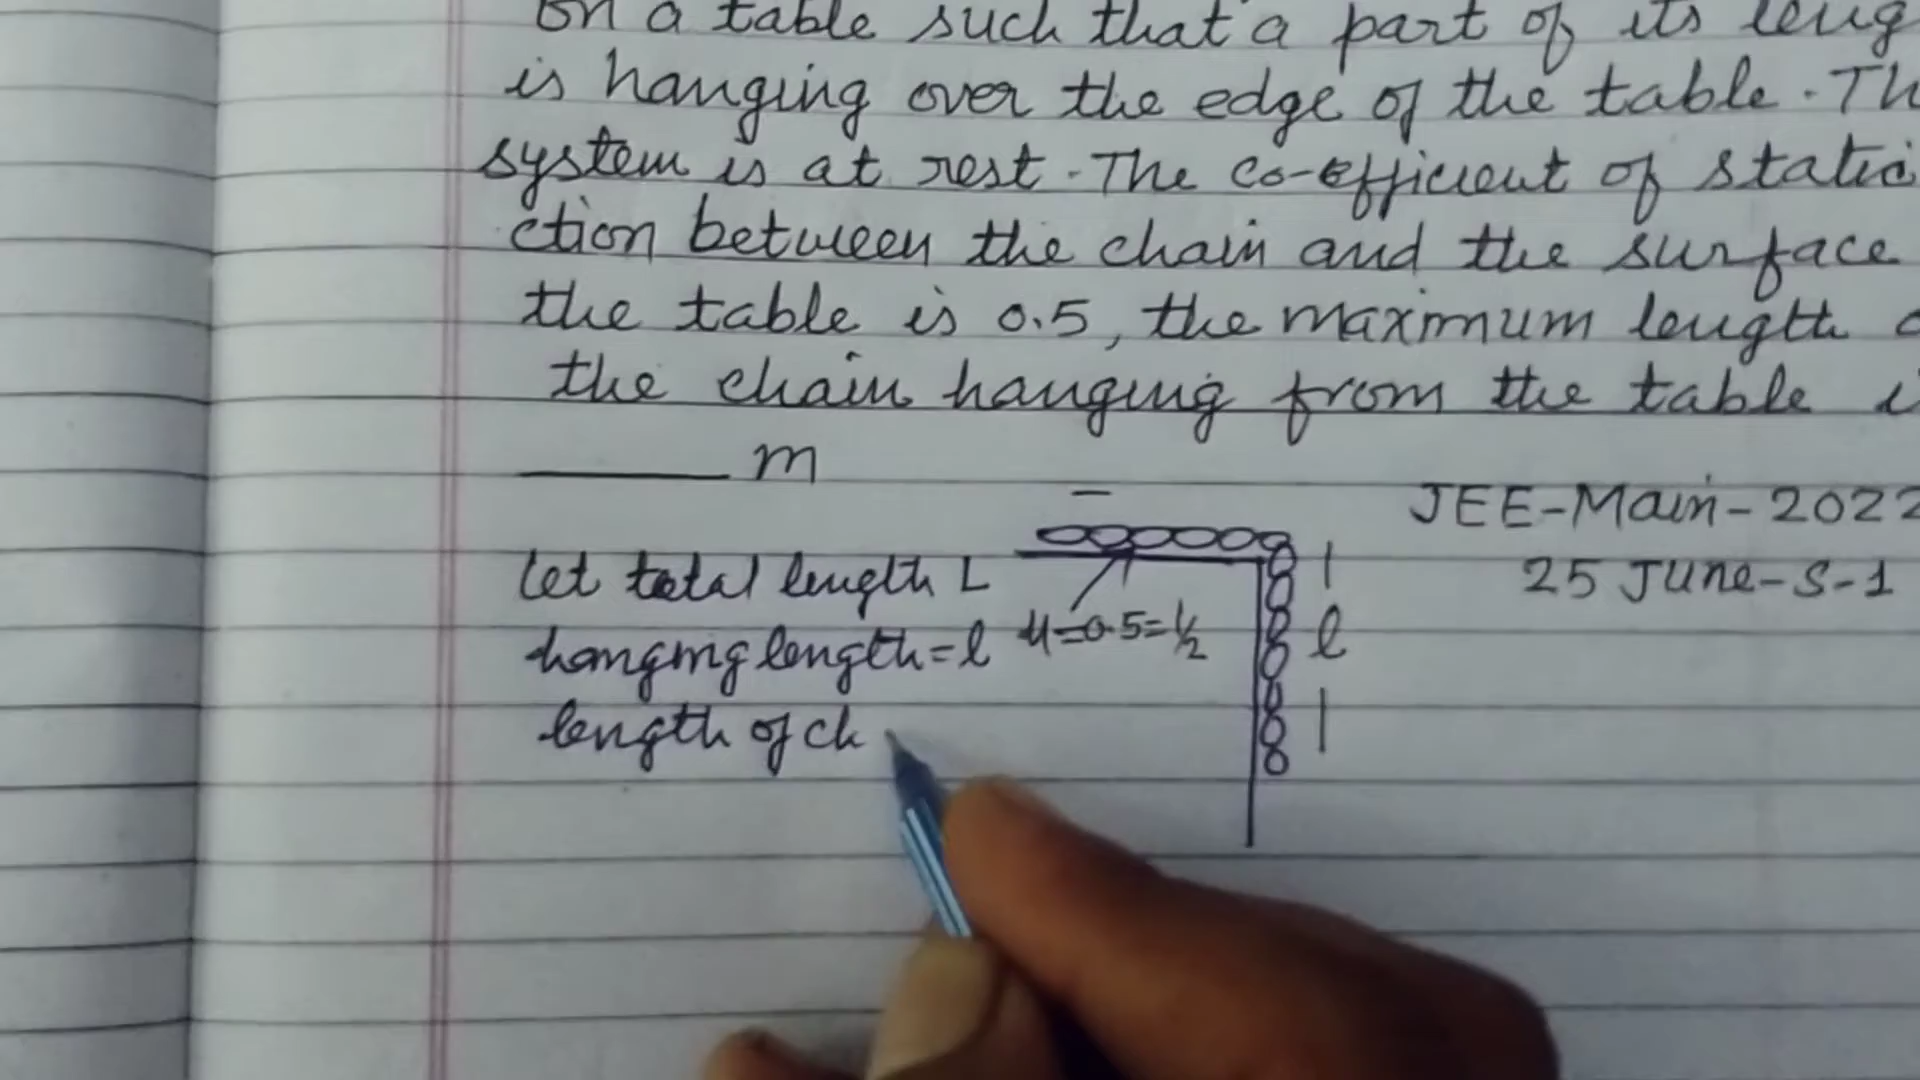 on a table such that a part of its leng
is hanging over the edge of the table. Th
system is at rest. The co-efficient of static
ction between the chain and the surface
the table is 0.5, the maximum length o
the chain hanging from the table i
_____ m
JEE-Main-2022
25 June-S-1
let total length L
hanging length = l
μ=0.5=1/2
l
length of ch